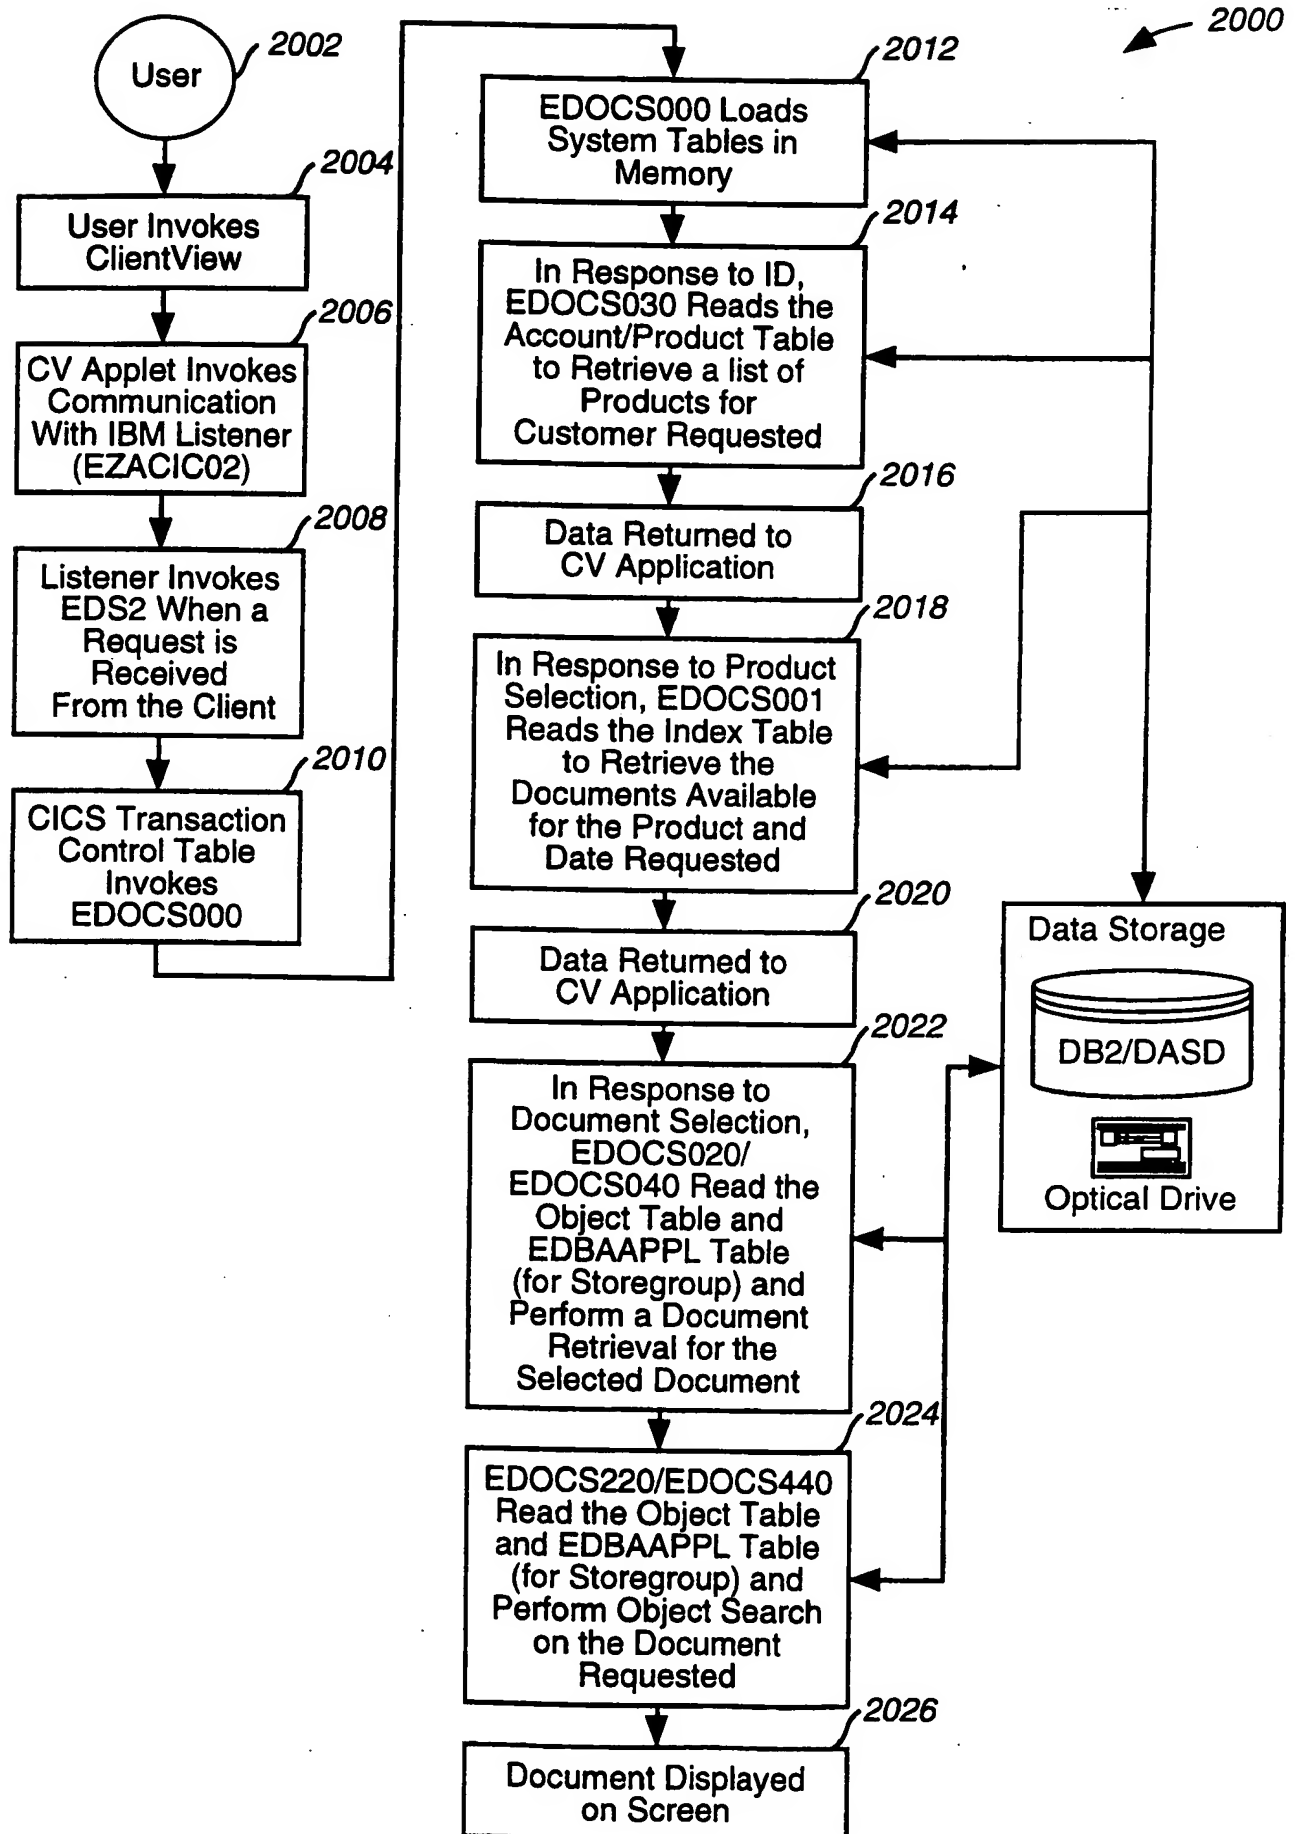 2000
2002
User
2004
User Invokes
ClientView
2006
CV Applet Invokes
Communication
With IBM Listener
(EZACIC02)
2008
Listener Invokes
EDS2 When a
Request is
Received
From the Client
2010
CICS Transaction
Control Table
Invokes
EDOCS000
2012
EDOCS000 Loads
System Tables in
Memory
2014
In Response to ID,
EDOCS030 Reads the
Account/Product Table
to Retrieve a list of
Products for
Customer Requested
2016
Data Returned to
CV Application
2018
In Response to Product
Selection, EDOCS001
Reads the Index Table
to Retrieve the
Documents Available
for the Product and
Date Requested
2020
Data Returned to
CV Application
2022
In Response to
Document Selection,
EDOCS020/
EDOCS040 Read the
Object Table and
EDBAAPPL Table
(for Storegroup) and
Perform a Document
Retrieval for the
Selected Document
2024
EDOCS220/EDOCS440
Read the Object Table
and EDBAAPPL Table
(for Storegroup) and
Perform Object Search
on the Document
Requested
2026
Document Displayed
on Screen
Data Storage
DB2/DASD
Optical Drive